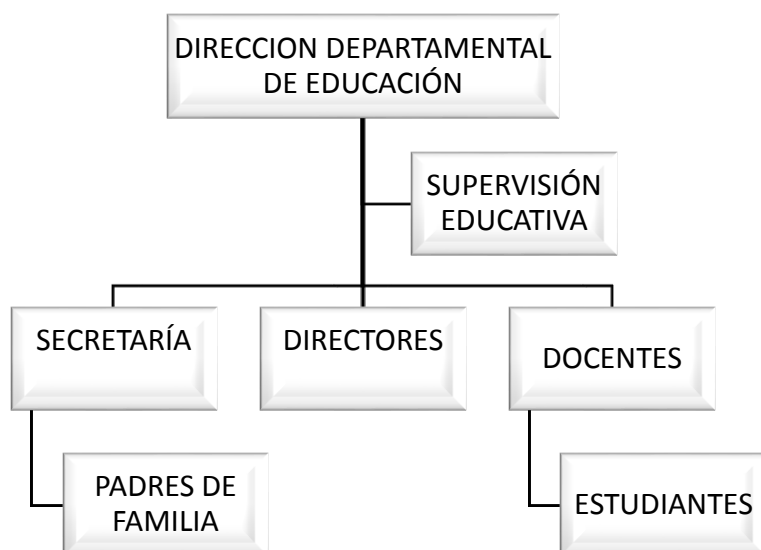 DIRECCION DEPARTAMENTAL
DE EDUCACIÓN
SUPERVISIÓN
EDUCATIVA
SECRETARÍA
DIRECTORES
DOCENTES
PADRES DE
FAMILIA
ESTUDIANTES